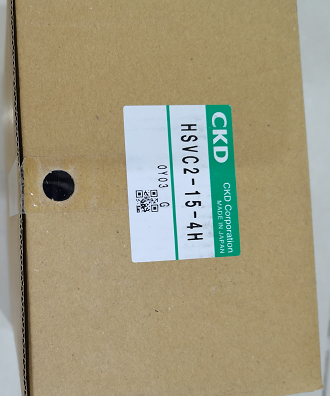 CKD
CKD Corporation
MADE IN JAPAN
HSVC2-15-4H
0Y03 G